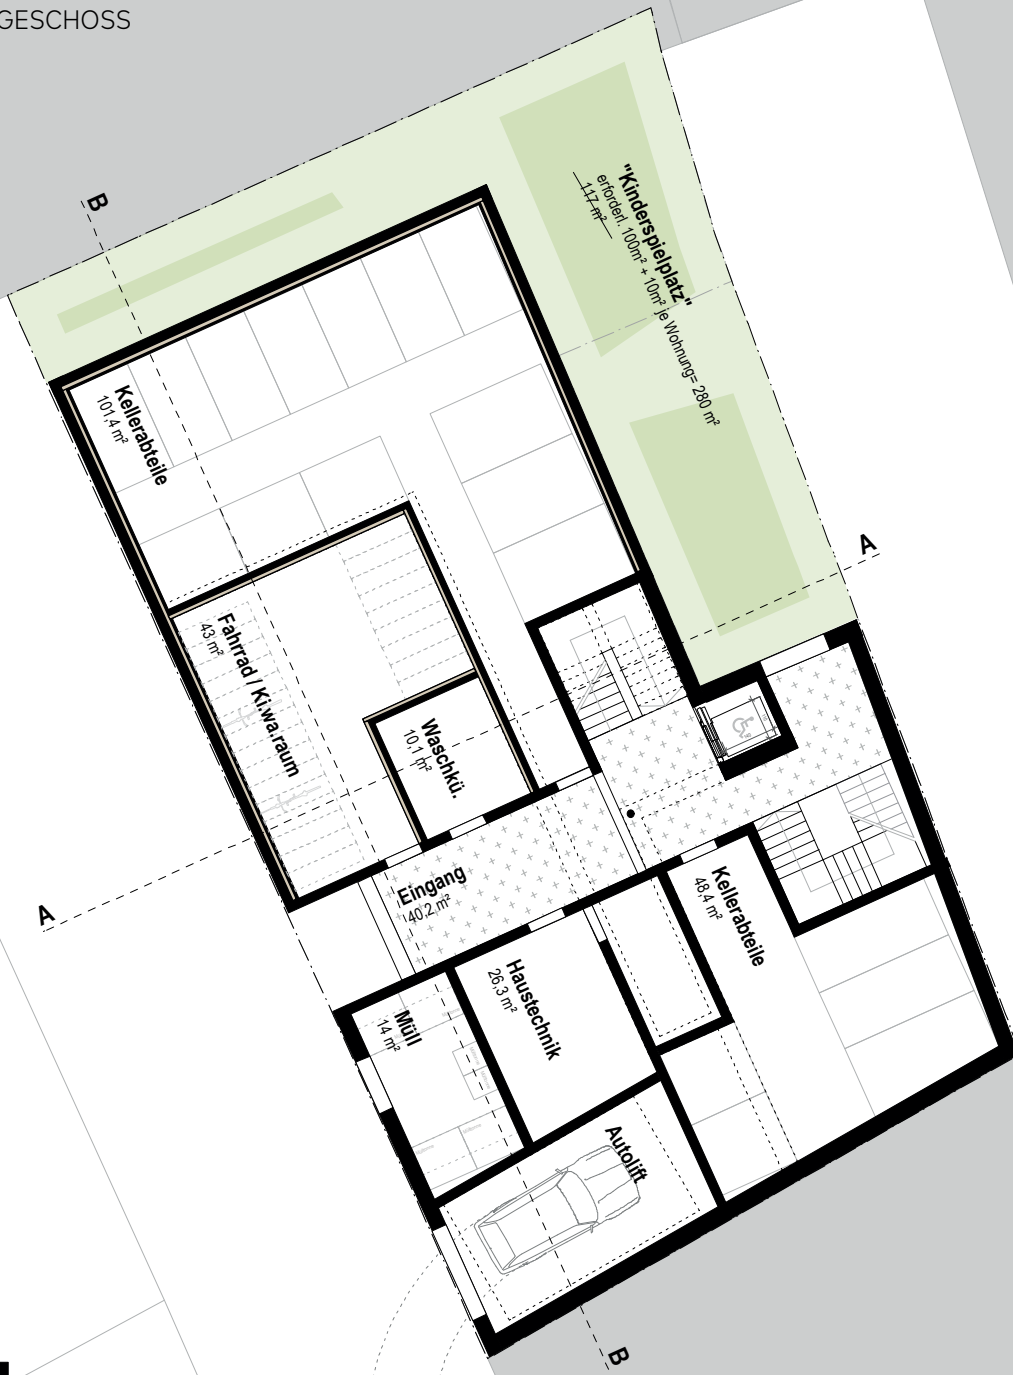 GESCHOSS
B
"Kinderspielplatz"
erforderl. 100m² + 10m² je Wohnung= 280 m²
117 m²
Kellerabteile
101,4 m²
A
Fahrrad / Ki.wa.raum
43 m²
Waschkü.
10,1 m²
Eingang
40,2 m²
Kellerabteile
48,4 m²
A
Haustechnik
26,3 m²
Müll
14 m²
Autolift
B